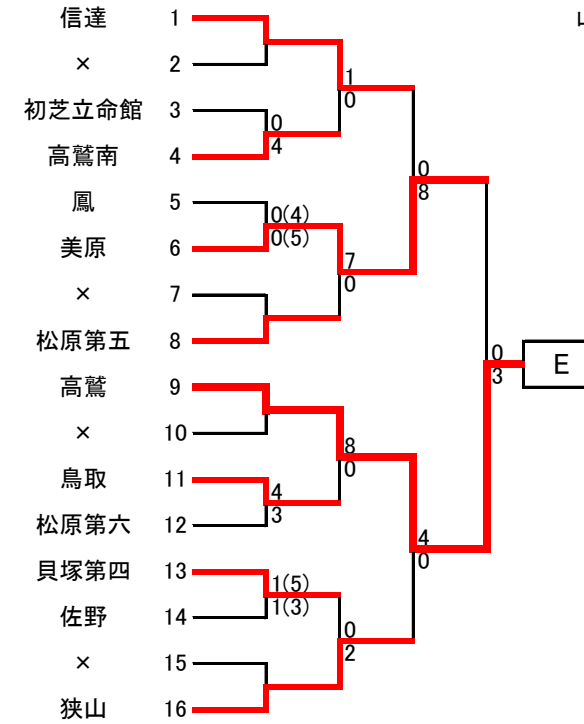 信達 1
× 2
初芝立命館 3
高鷲南 4
鳳 5
美原 6
× 7
松原第五 8
高鷲 9
× 10
鳥取 11
松原第六 12
貝塚第四 13
佐野 14
× 15
狭山 16
0
4
0(4)
0(5)
4
3
1(5)
1(3)
1
0
7
0
8
0
0
2
0
8
4
0
0
3
E